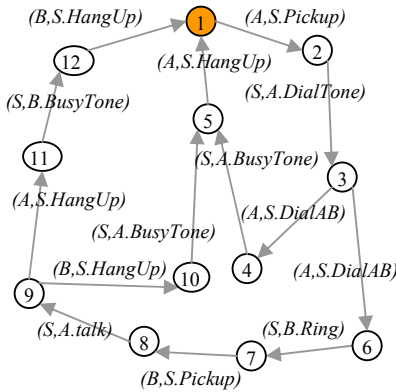 (B,S.HangUp)
1
(A,S.Pickup)
2
12
(A,S.HangUp)
(S,B.BusyTone)
(S,A.DialTone)
5
11
(S,A.BusyTone)
3
(A,S.HangUp)
(A,S.DialAB)
(S,A.BusyTone)
(B,S.HangUp)
10
4
(A,S.DialAB)
9
(S,A.talk)
8
(S,B.Ring)
6
7
(B,S.Pickup)